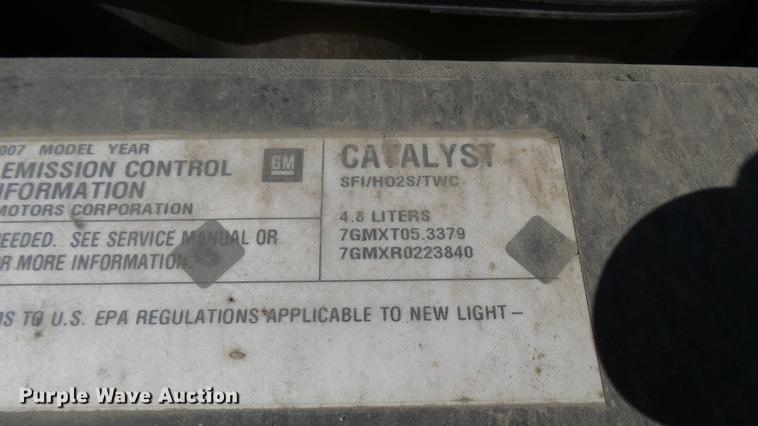 007 MODEL YEAR
EMISSION CONTROL
NFORMATION
MOTORS CORPORATION
GM
CATALYST
SFI/HO2S/TWC
4.8 LITERS
7GMXT05.3379
7GMXR0223840
EEDED. SEE SERVICE MANUAL OR
R MORE INFORMATION
S TO U.S. EPA REGULATIONS APPLICABLE TO NEW LIGHT-
Purple Wave Auction